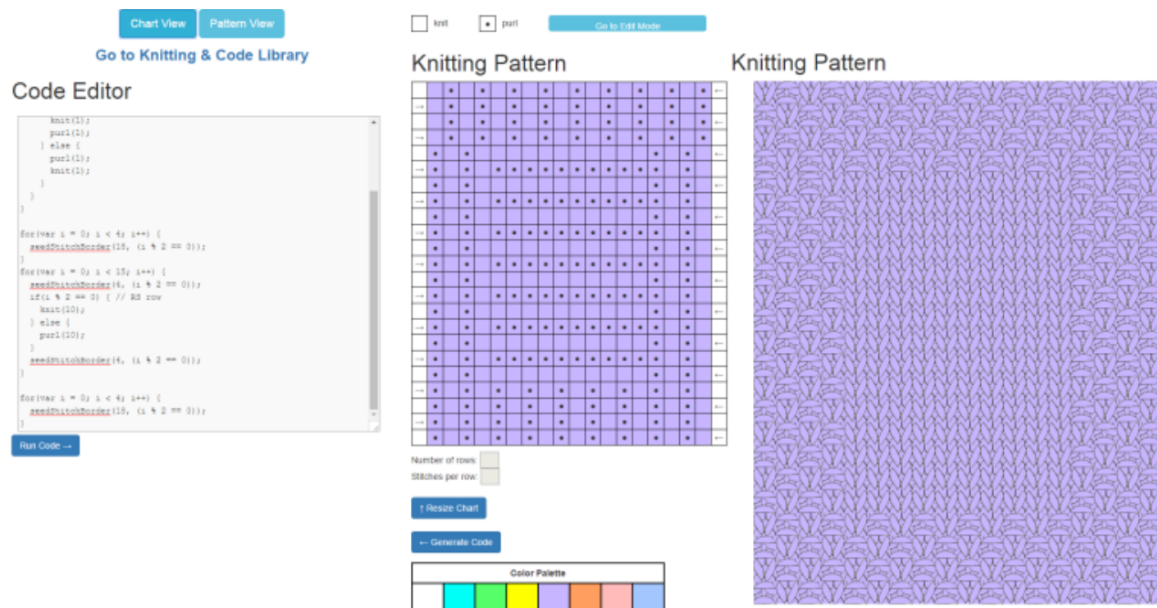 Chart View
Pattern View
Go to Knitting & Code Library
Code Editor
knit(1);
purl(1);
} else {
purl(1);
knit(1);
}
}
}
for(var i = 0; i < 4; i++) {
seedStitchBorder(18, (i % 2 == 0));
}
for(var i = 0; i < 15; i++) {
seedStitchBorder(4, (i % 2 == 0));
if(i % 2 == 0) { // RS row
knit(10);
} else {
purl(10);
}
seedStitchBorder(4, (i % 2 == 0));
}
for(var i = 0; i < 4; i++) {
seedStitchBorder(18, (i % 2 == 0));
}
Run Code →
knit
purl
Go to Edit Mode
Knitting Pattern
Number of rows:
Stitches per row:
↑ Resize Chart
← Generate Code
Color Palette
Knitting Pattern